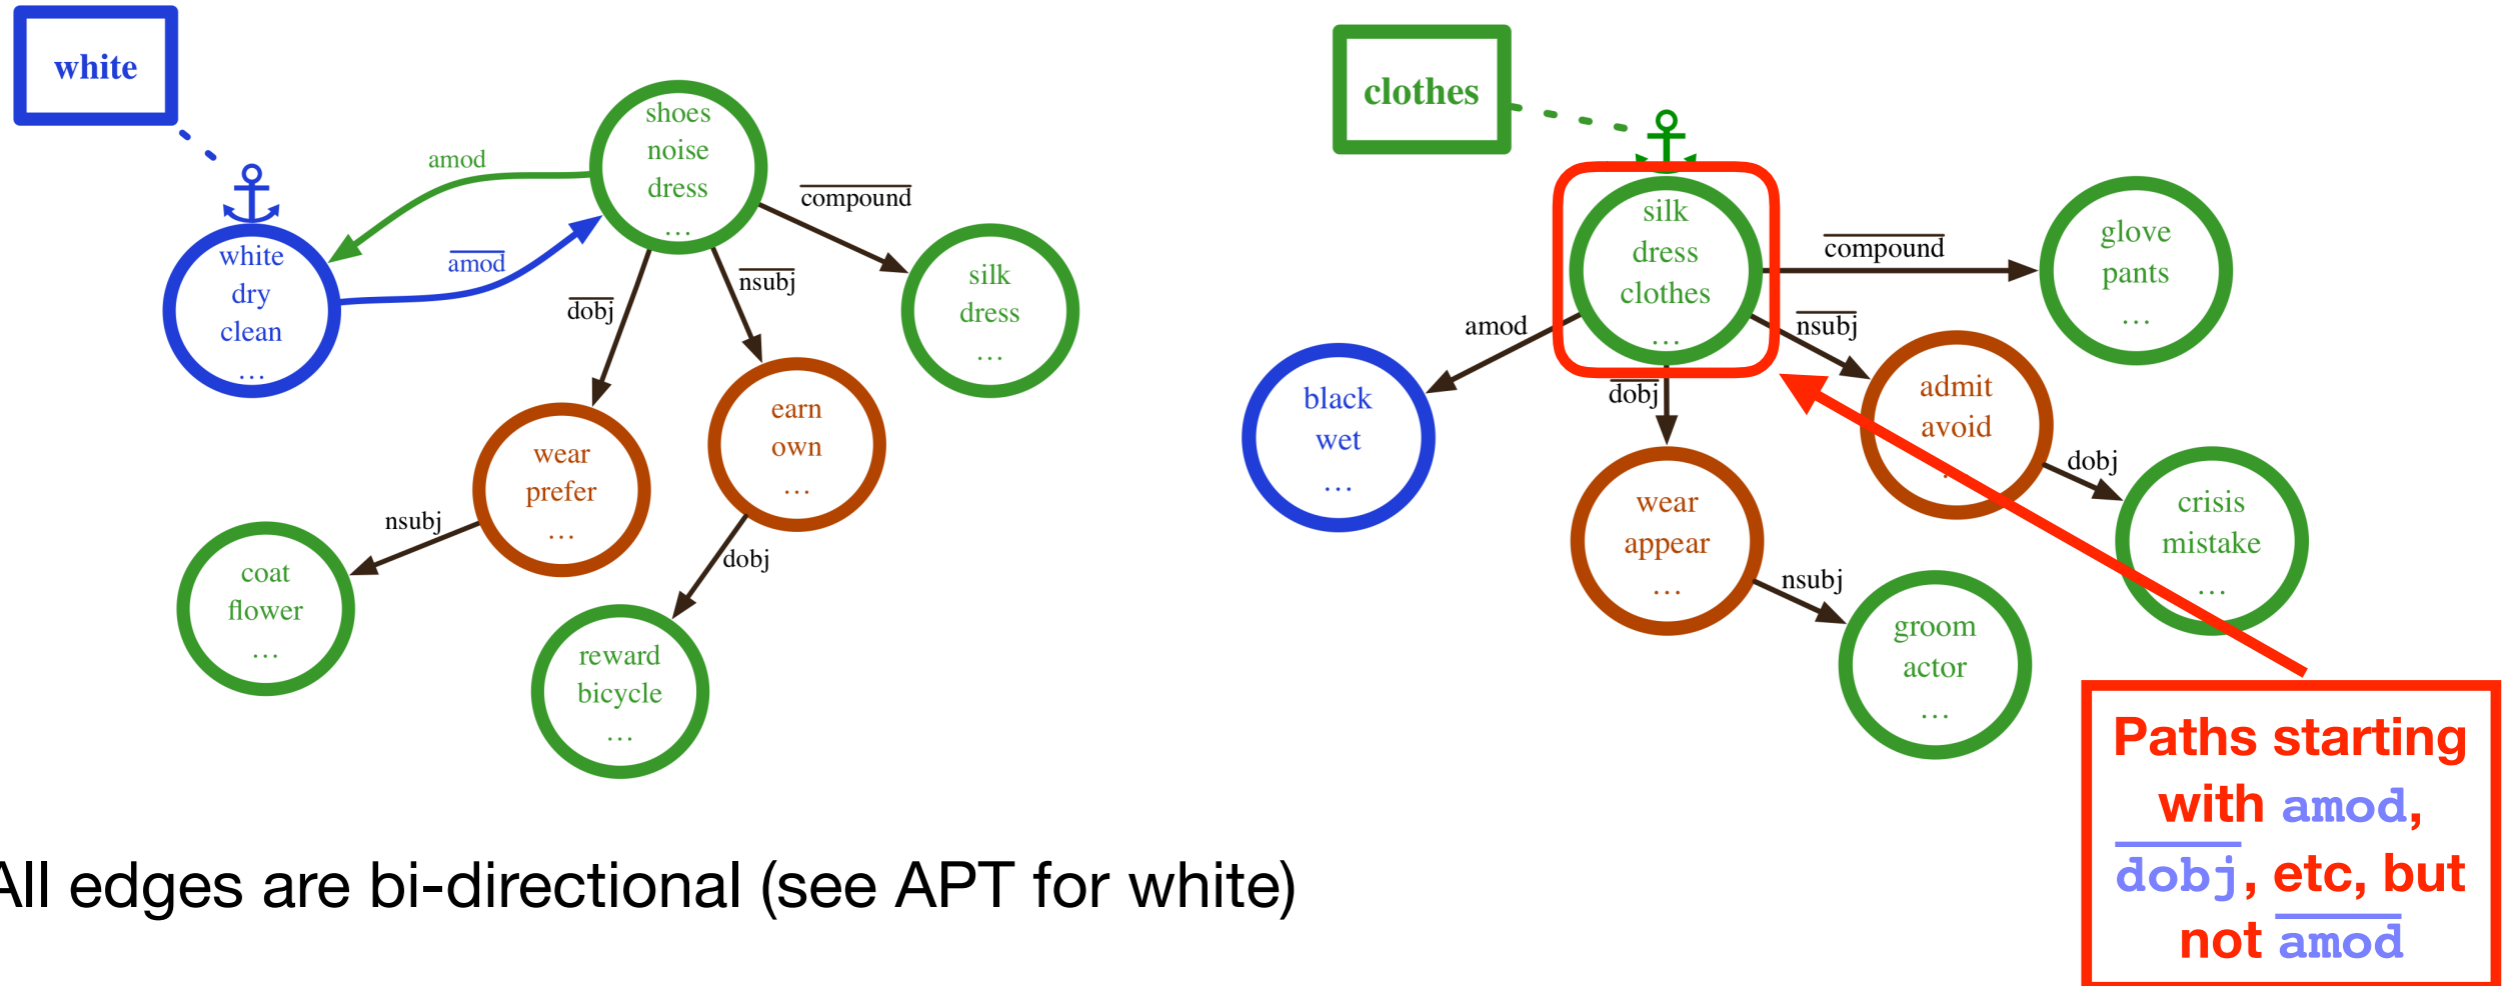 white
white
dry
clean
...
amod
amod
shoes
noise
dress
...
compound
silk
dress
...
dobj
nsubj
wear
prefer
...
earn
own
...
nsubj
coat
flower
...
dobj
reward
bicycle
...
clothes
silk
dress
clothes
...
compound
glove
pants
...
amod
black
wet
...
dobj
nsubj
admit
avoid
wear
appear
...
dobj
crisis
mistake
...
nsubj
groom
actor
...
Paths starting
with amod,
dobj, etc, but
not amod
All edges are bi-directional (see APT for white)